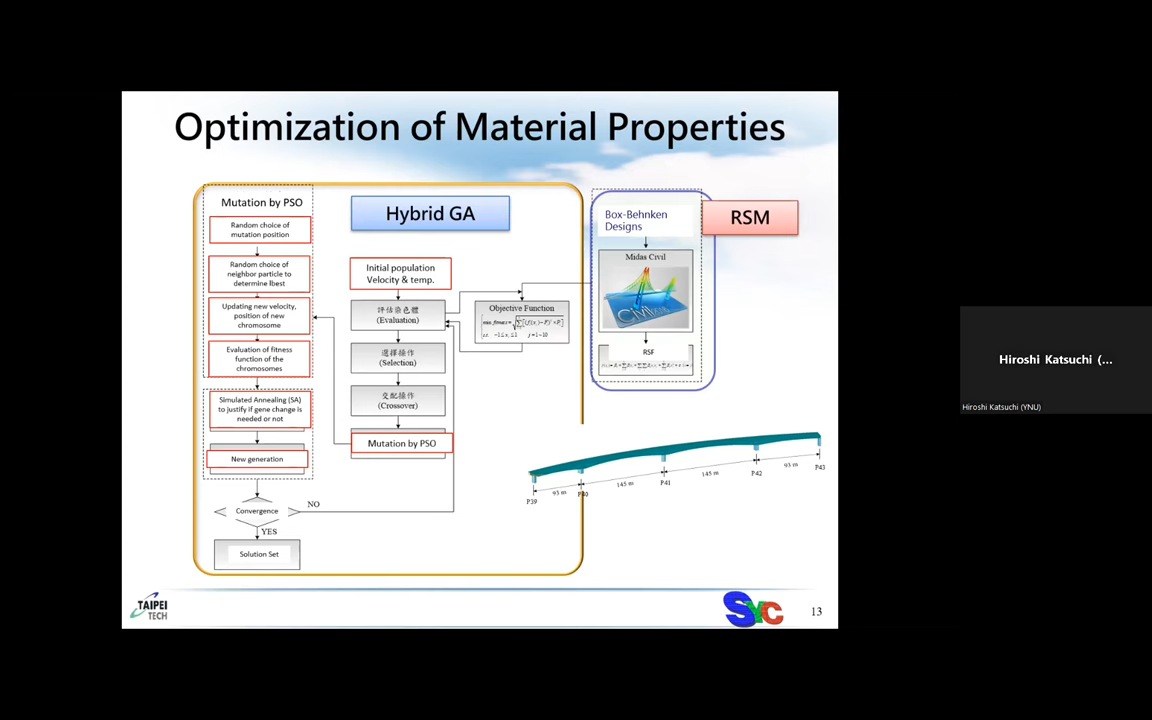 Optimization of Material Properties
Mutation by PSO
Random choice of
mutation position
Random choice of
neighbor particle to
determine lbest
Updating new velocity,
position of new
chromosome
Evaluation of fitness
function of the
chromosomes
Simulated Annealing (SA)
to justify if gene change is
needed or not
New generation
Convergence
NO
YES
Solution Set
Hybrid GA
Initial population
Velocity & temp.
評估染色體
(Evaluation)
選擇操作
(Selection)
交配操作
(Crossover)
Mutation by PSO
Objective Function
Box-Behnken
Designs
RSM
Midas Civil
CIVIL
RSF
P39
93 m
P40
145 m
P41
145 m
P42
93 m
P43
TAIPEI
TECH
SYC
13
Hiroshi Katsuchi (...
Hiroshi Katsuchi (YNU)